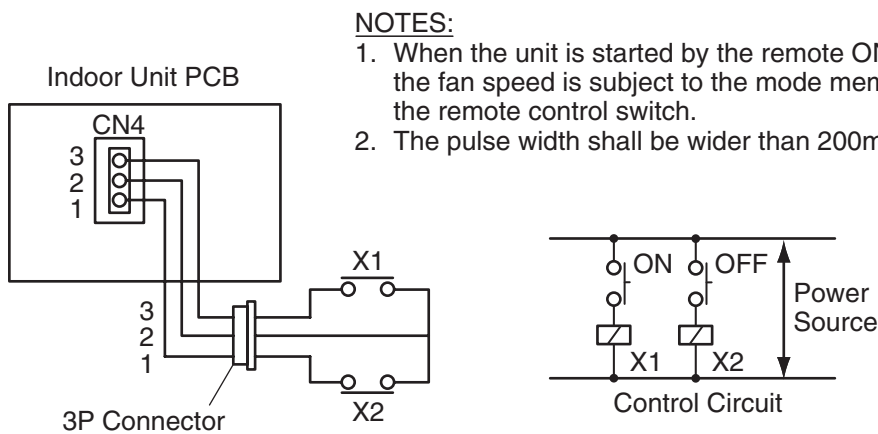 NOTES:
1. When the unit is started by the remote
the fan speed is subject to the mode
the remote control switch.
2. The pulse width shall be wider than
Indoor Unit PCB
CN4
3
2
1
3
2
1
3P Connector
X1
X2
ON
OFF
X1
X2
Power
Source
Control Circuit